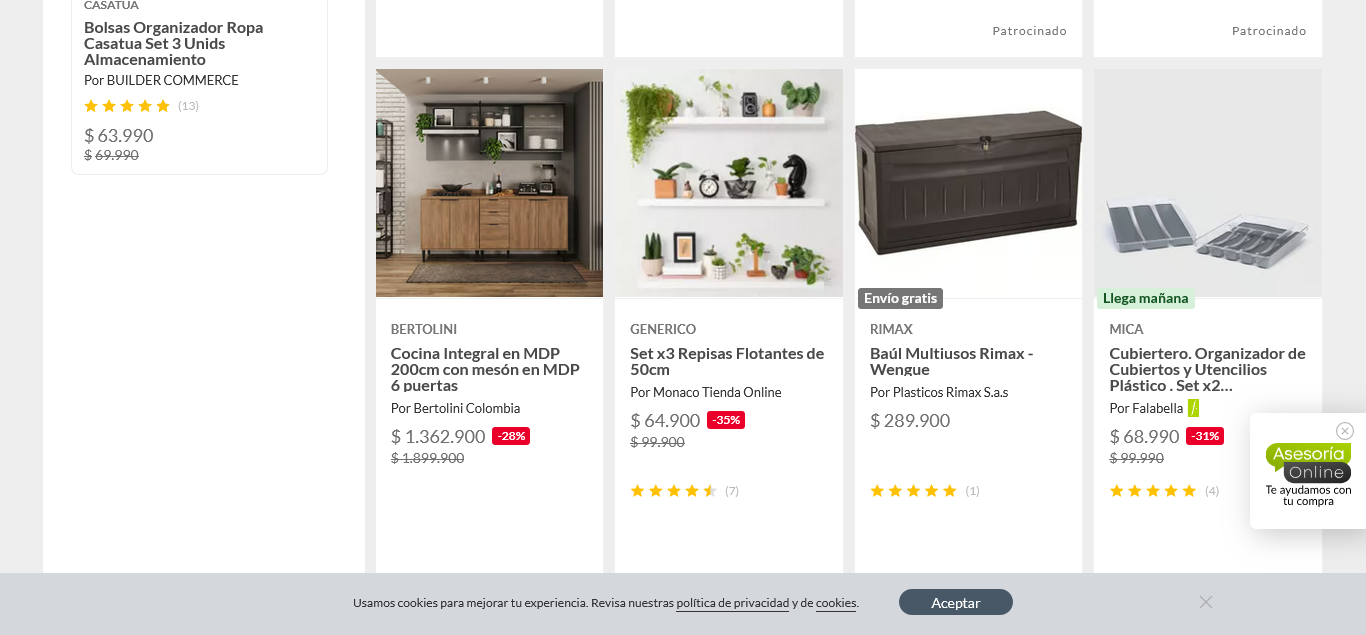 CASATUA
Bolsas Organizador Ropa
Casatua Set 3 Unids
Almacenamiento
Por BUILDER COMMERCE
(13)
$ 63.990
$ 69.990
Patrocinado
Patrocinado
BERTOLINI
Cocina Integral en MDP
200cm con mesón en MDP
6 puertas
Por Bertolini Colombia
$ 1.362.900 -28%
$ 1.899.900
GENERICO
Set x3 Repisas Flotantes de
50cm
Por Monaco Tienda Online
$ 64.900 -35%
$ 99.900
(7)
Envío gratis
RIMAX
Baúl Multiusos Rimax -
Wengue
Por Plasticos Rimax S.a.s
$ 289.900
(1)
Llega mañana
MICA
Cubiertero. Organizador de
Cubiertos y Utencilios
Plástico . Set x2...
Por Falabella
$ 68.990 -31%
$ 99.990
(4)
Asesoría
Online
Te ayudamos con
tu compra
Usamos cookies para mejorar tu experiencia. Revisa nuestras política de privacidad y de cookies.
Aceptar